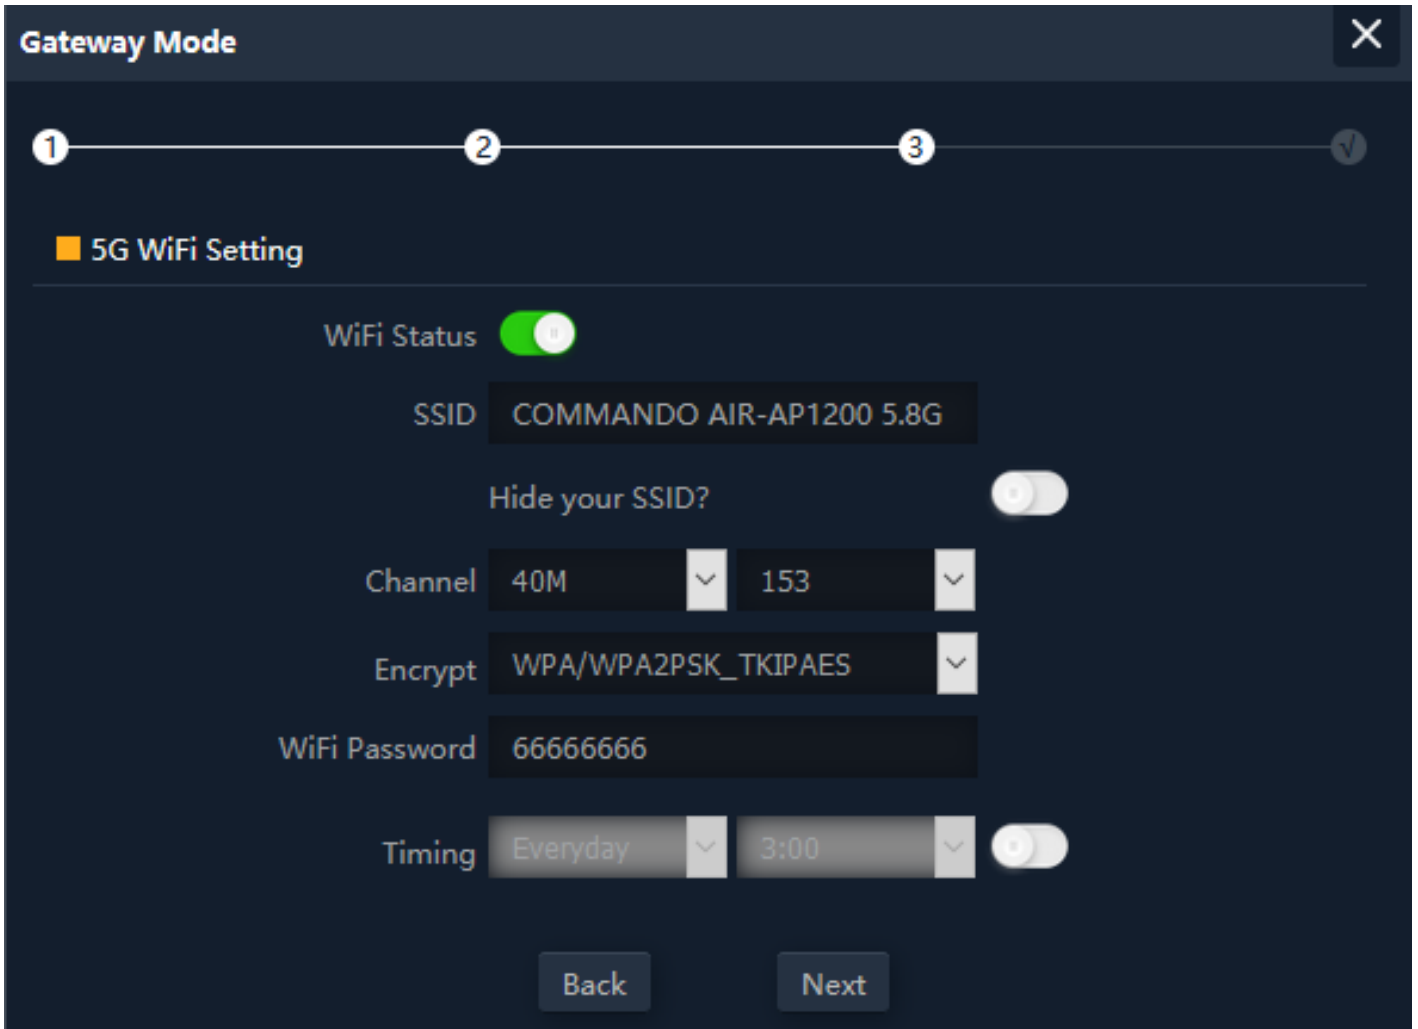 Gateway Mode
1 2 3 √
5G WiFi Setting
WiFi Status
SSID COMMANDO AIR-AP1200 5.8G
Hide your SSID?
Channel 40M 153
Encrypt WPA/WPA2PSK_TKIPAES
WiFi Password 66666666
Timing Everyday 3:00
Back Next